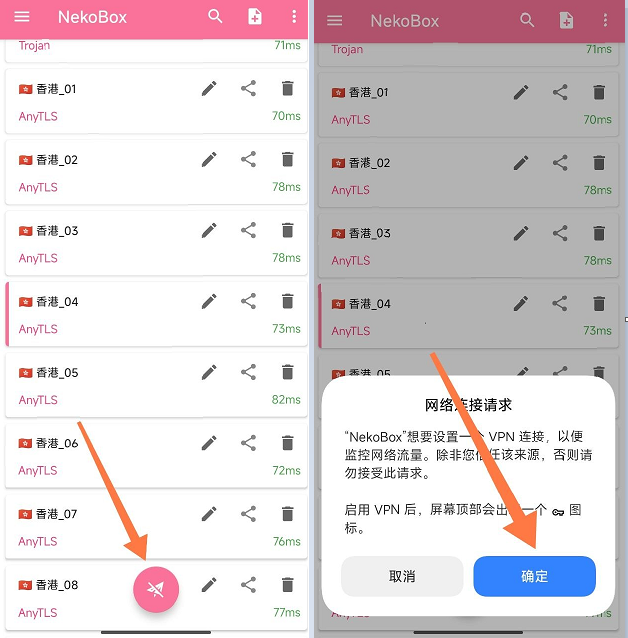 NekoBox
Trojan
71ms
香港_01
AnyTLS
70ms
香港_02
AnyTLS
78ms
香港_03
AnyTLS
78ms
香港_04
AnyTLS
73ms
香港_05
AnyTLS
82ms
香港_06
AnyTLS
72ms
香港_07
AnyTLS
76ms
香港_08
AnyTLS
77ms
NekoBox
Trojan
71ms
香港_01
AnyTLS
70ms
香港_02
AnyTLS
78ms
香港_03
AnyTLS
78ms
香港_04
AnyTLS
73ms
香港_05
网络连接请求
“NekoBox”想要设置一个 VPN 连接，以便
监控网络流量。除非您信任该来源，否则请
勿接受此请求。
启用 VPN 后，屏幕顶部会出一个 图
标。
取消
确定